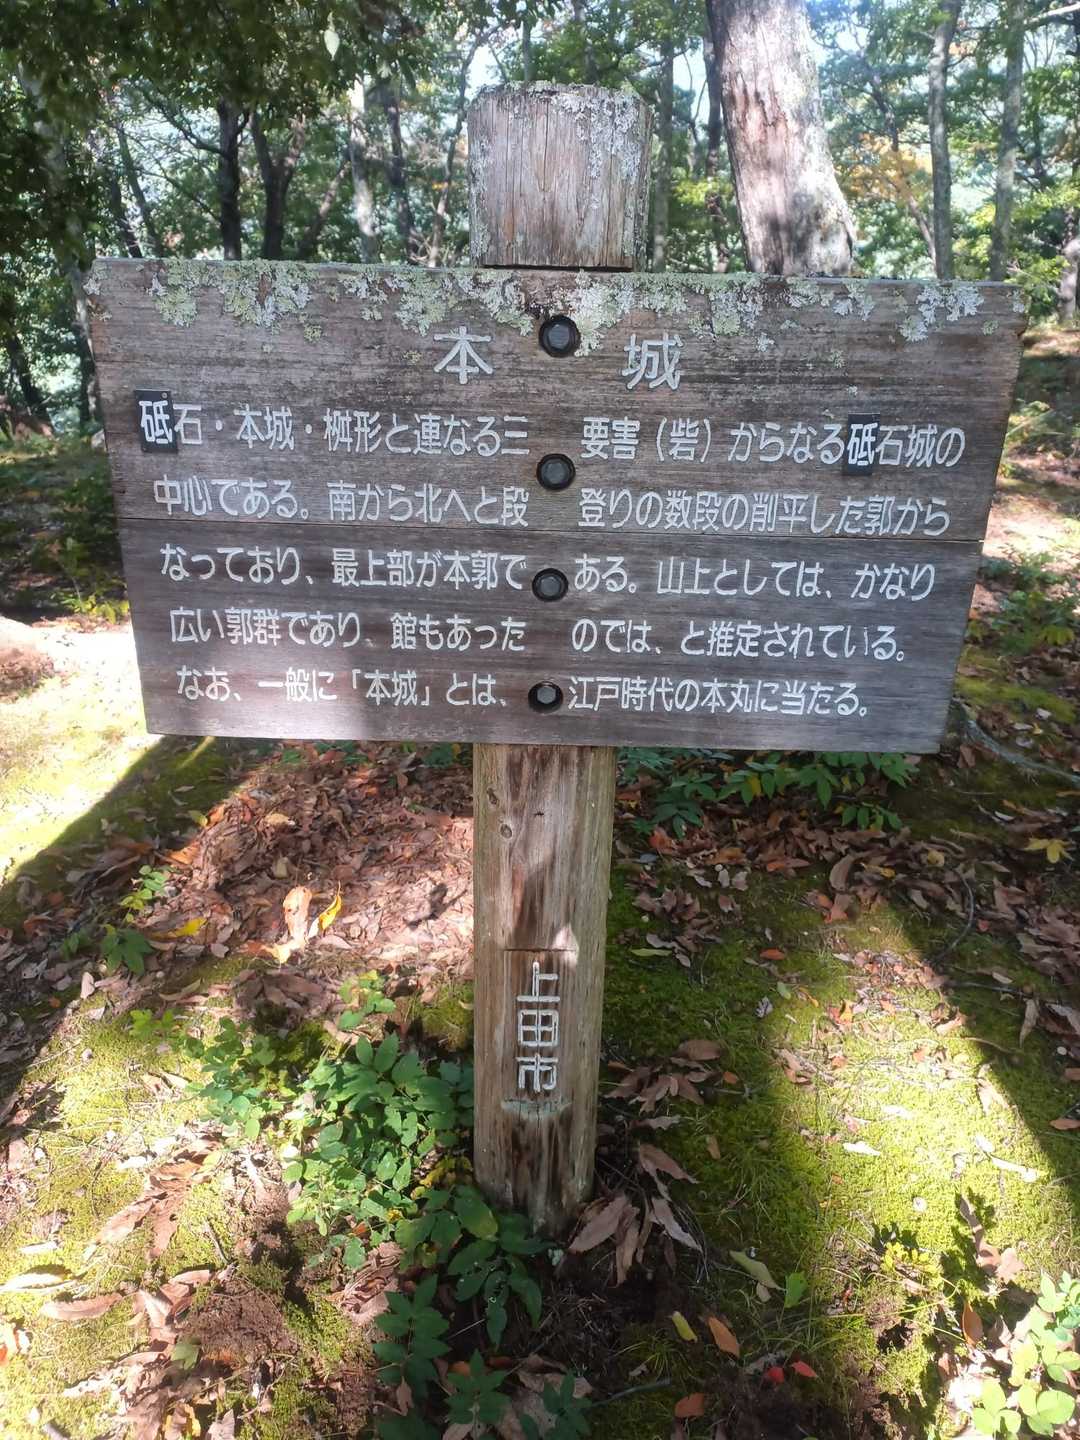 本城
砥石・本城・桝形と連なる三要害（砦）からなる砥石城の
中心である。南から北へと段登りの数段の削平した郭から
なっており、最上部が本郭である。山上としては、かなり
広い郭群であり、館もあったのでは、と推定されている。
なお、一般に「本城」とは、江戸時代の本丸に当たる。
上田市